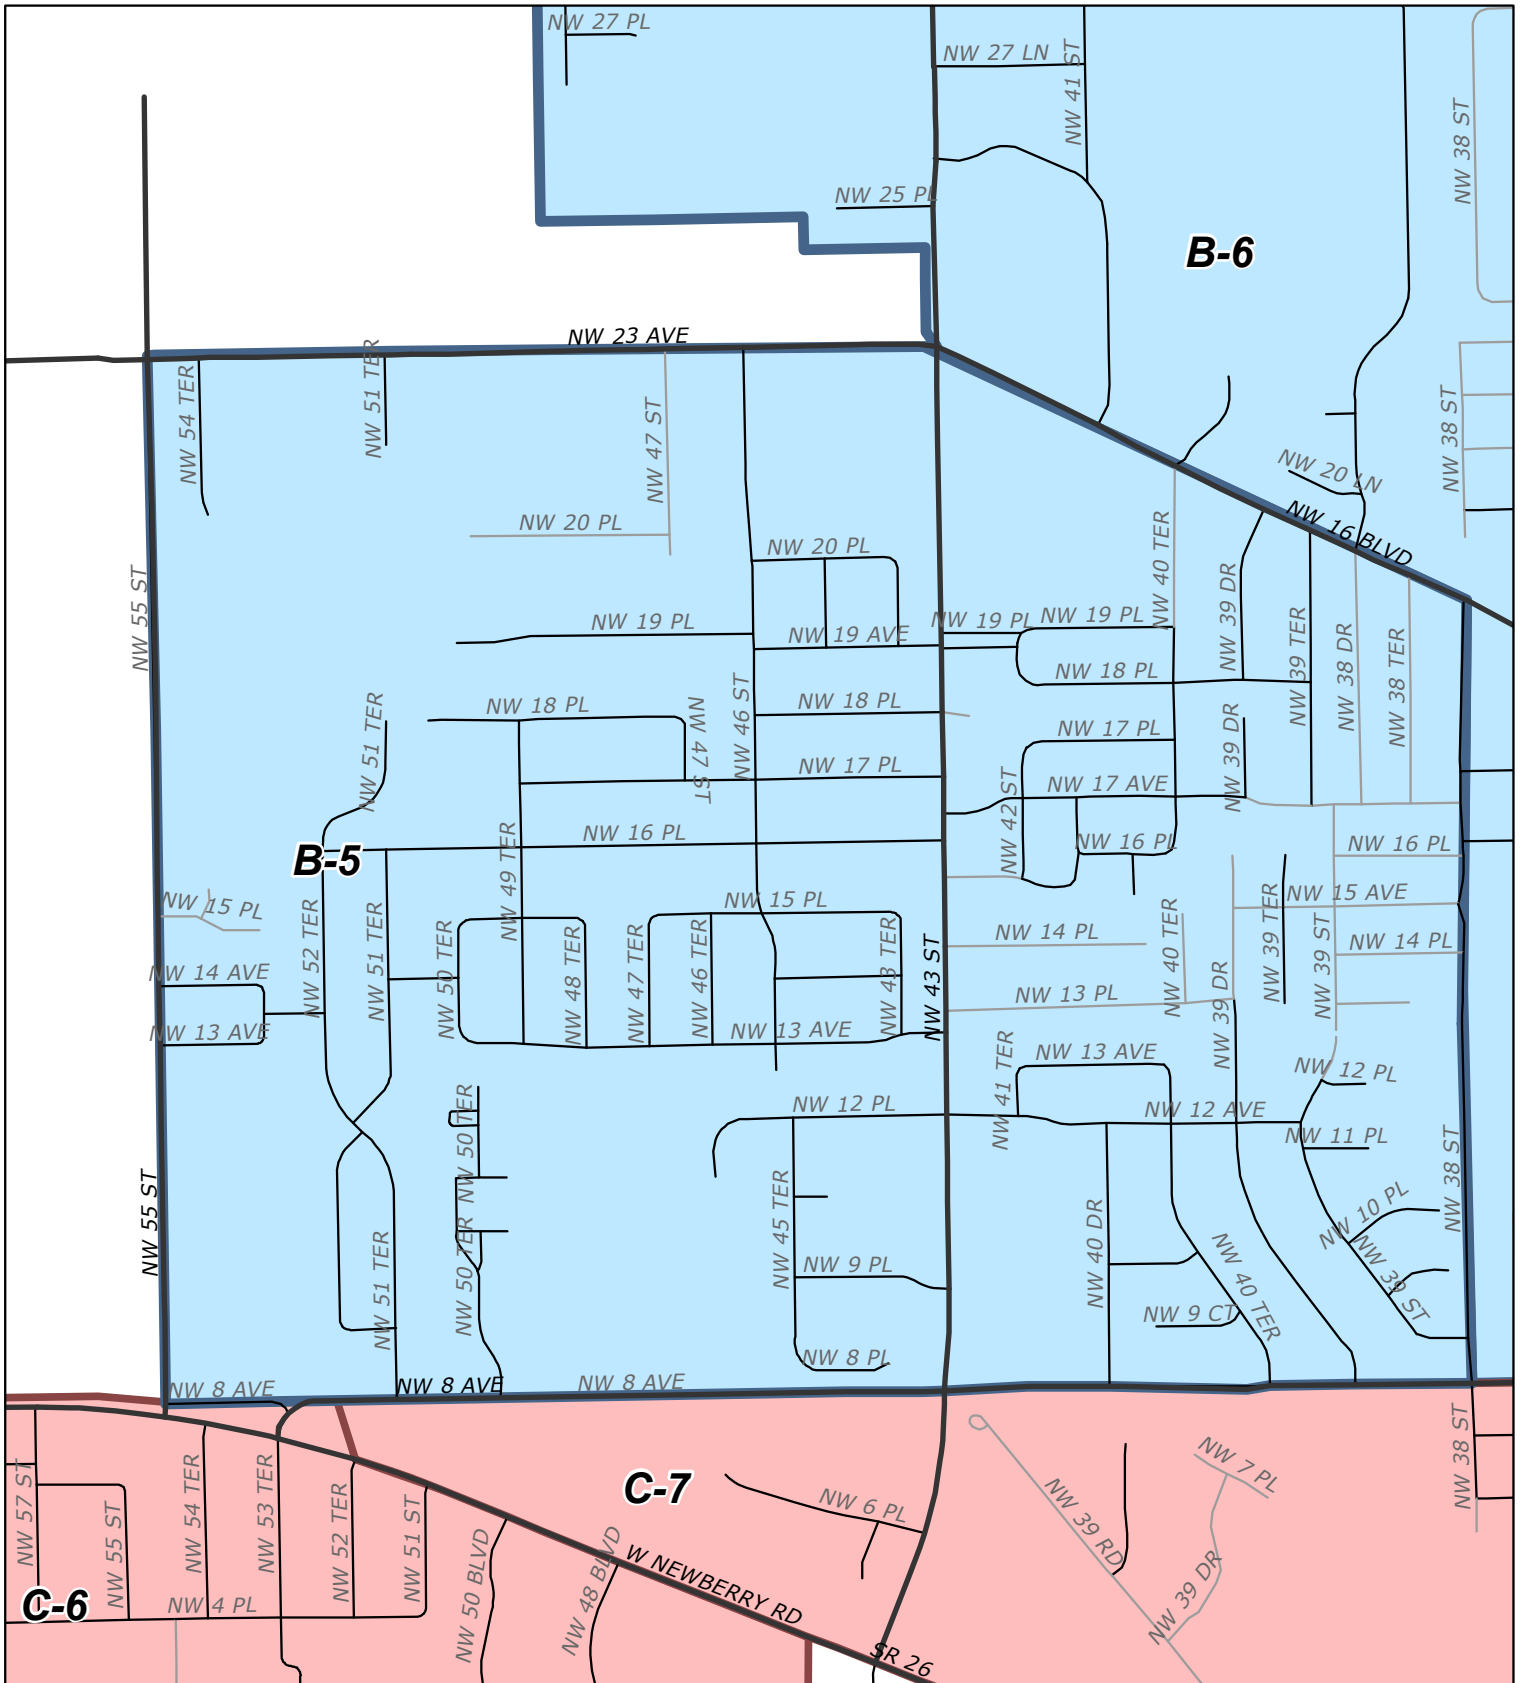 NW 27 PL
NW 27 LN
NW 41 ST
NW 38 ST
NW 25 PL
B-6
NW 23 AVE
NW 54 TER
NW 51 TER
NW 47 ST
NW 38 ST
NW 20 LN
NW 16 BLVD
NW 20 PL
NW 20 PL
NW 40 TER
NW 55 ST
NW 39 DR
NW 19 PL
NW 19 AVE
NW 19 PL
NW 19 PL
NW 39 TER
NW 38 DR
NW 38 TER
NW 18 PL
NW 51 TER
NW 18 PL
NW 47 ST
NW 46 ST
NW 18 PL
NW 17 PL
NW 39 DR
NW 17 PL
NW 42 ST
NW 17 AVE
NW 16 PL
NW 49 TER
NW 16 PL
NW 16 PL
B-5
NW 15 PL
NW 15 PL
NW 15 AVE
NW 52 TER
NW 51 TER
NW 50 TER
NW 48 TER
NW 47 TER
NW 46 TER
NW 43 TER
NW 43 ST
NW 14 PL
NW 40 TER
NW 39 TER
NW 39 ST
NW 14 PL
NW 14 AVE
NW 13 PL
NW 39 DR
NW 13 AVE
NW 13 AVE
NW 41 TER
NW 13 AVE
NW 12 PL
NW 50 TER
NW 12 PL
NW 12 AVE
NW 11 PL
NW 38 ST
NW 55 ST
NW 45 TER
NW 40 DR
NW 10 PL
NW 51 TER
NW 50 TER
NW 9 PL
NW 40 TER
NW 39 ST
NW 9 CT
NW 8 PL
NW 8 AVE
NW 8 AVE
NW 8 AVE
NW 38 ST
NW 57 ST
NW 55 ST
NW 54 TER
NW 53 TER
NW 52 TER
NW 51 ST
C-7
NW 6 PL
NW 39 RD
NW 7 PL
NW 50 BLVD
NW 48 BLVD
W NEWBERRY RD
NW 39 DR
C-6
NW 4 PL
SR 26